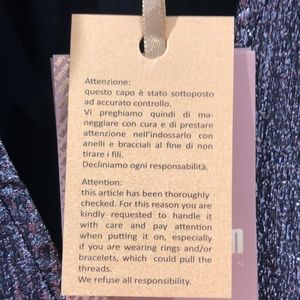 Attenzione:
questo capo è stato sottoposto
ad accurato controllo.
Vi preghiamo quindi di ma-
neggiare con cura e di prestare
attenzione nell'indossarlo con
anelli e bracciali al fine di non
tirare i fili.
Decliniamo ogni responsabilità.
Attention:
this article has been thoroughly
checked. For this reason you are
kindly requested to handle it
with care and pay attention
when putting it on, especially
if you are wearing rings and/or
bracelets, which could pull the
threads.
We refuse all responsibility.